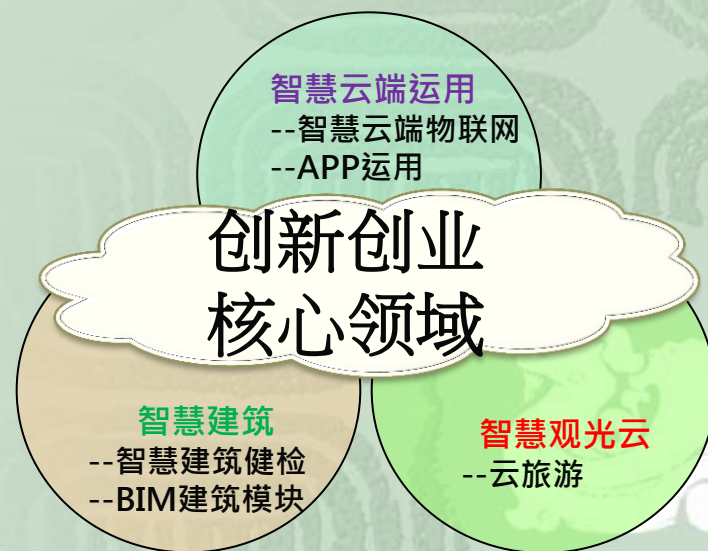 智慧云端运用
--智慧云端物联网
--APP运用
创新创业
核心领域
智慧建筑
--智慧建筑健检
--BIM建筑模块
智慧观光云
--云旅游